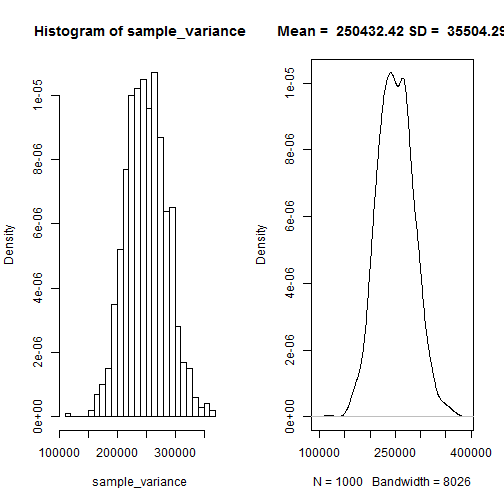 Histogram of sample_variance
Density
0e+00
2e-06
4e-06
6e-06
8e-06
1e-05
100000
200000
300000
sample_variance
Mean = 250432.42 SD = 35504.29
Density
0e+00
2e-06
4e-06
6e-06
8e-06
1e-05
100000
250000
400000
N = 1000 Bandwidth = 8026